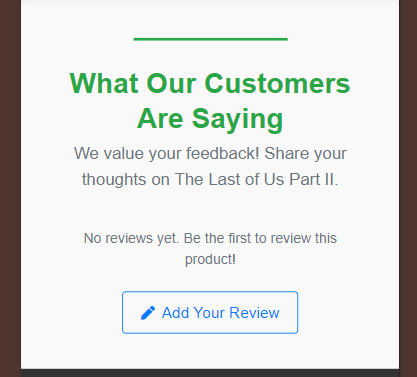 What Our Customers
Are Saying
We value your feedback! Share your
thoughts on The Last of Us Part II.
No reviews yet. Be the first to review this
product!
Add Your Review